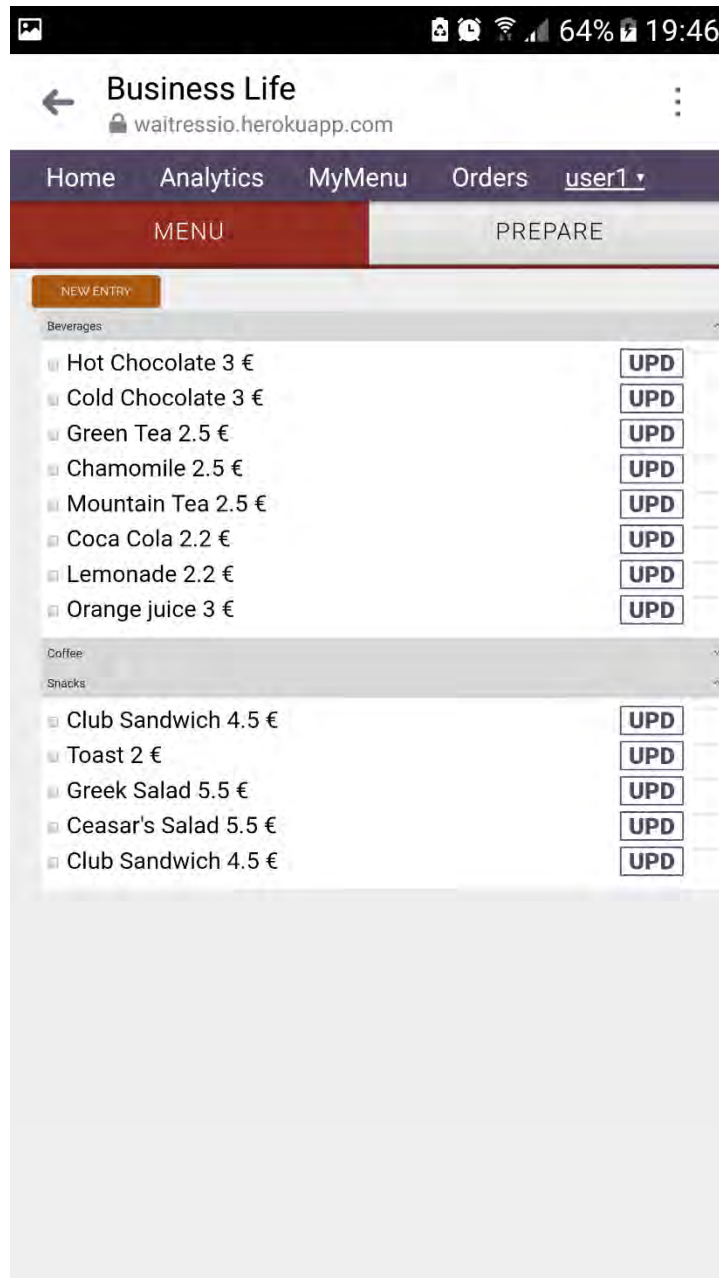 64% 19:46
Business Life
waitressio.herokuapp.com
Home Analytics MyMenu Orders user1
MENU PREPARE
NEW ENTRY
Beverages
Hot Chocolate 3 € UPD
Cold Chocolate 3 € UPD
Green Tea 2.5 € UPD
Chamomile 2.5 € UPD
Mountain Tea 2.5 € UPD
Coca Cola 2.2 € UPD
Lemonade 2.2 € UPD
Orange juice 3 € UPD
Coffee
Snacks
Club Sandwich 4.5 € UPD
Toast 2 € UPD
Greek Salad 5.5 € UPD
Ceasar's Salad 5.5 € UPD
Club Sandwich 4.5 € UPD